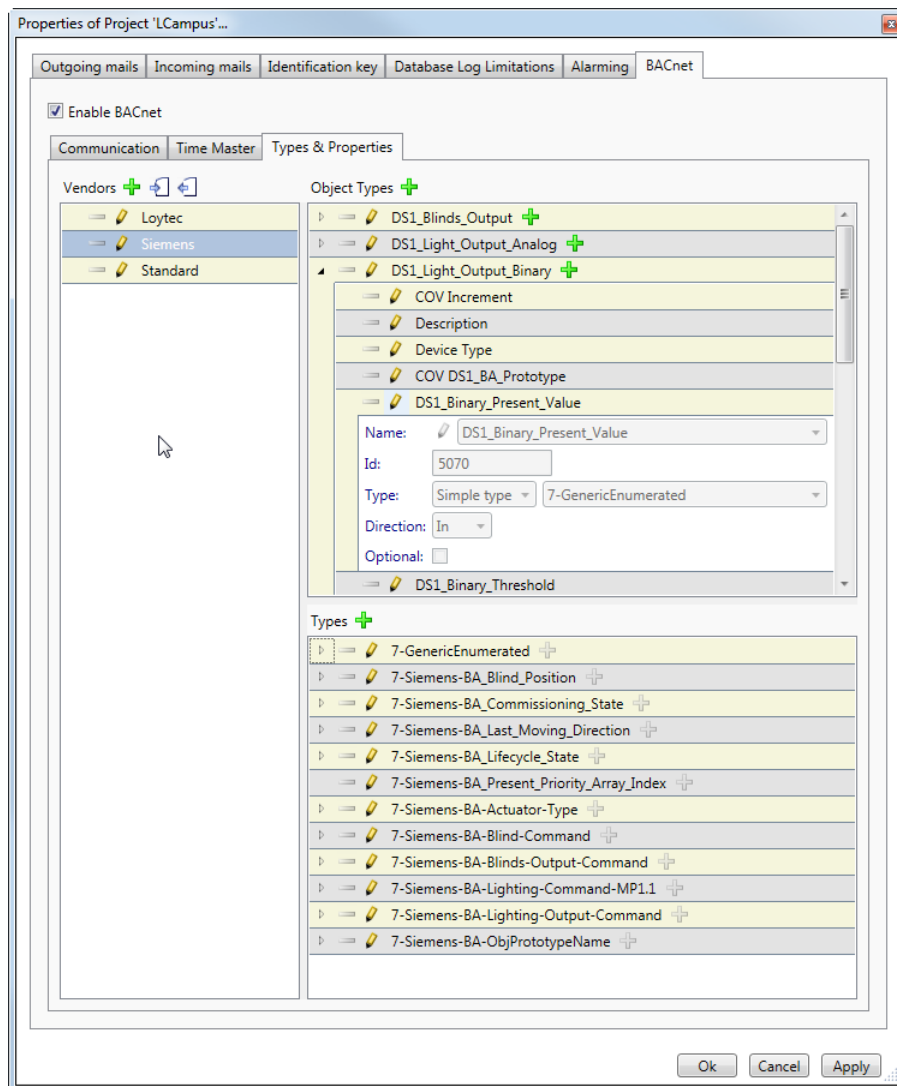 Properties of Project 'LCampus'...
Outgoing mails Incoming mails Identification key Database Log Limitations Alarming BACnet
Enable BACnet
Communication Time Master Types & Properties
Vendors
Loytec
Siemens
Standard
Object Types
DS1_Blinds_Output
DS1_Light_Output_Analog
DS1_Light_Output_Binary
COV Increment
Description
Device Type
COV DS1_BA_Prototype
DS1_Binary_Present_Value
Name: DS1_Binary_Present_Value
Id: 5070
Type: Simple type 7-GenericEnumerated
Direction: In
Optional:
DS1_Binary_Threshold
Types
7-GenericEnumerated
7-Siemens-BA_Blind_Position
7-Siemens-BA_Commissioning_State
7-Siemens-BA_Last_Moving_Direction
7-Siemens-BA_Lifecycle_State
7-Siemens-BA_Present_Priority_Array_Index
7-Siemens-BA-Actuator-Type
7-Siemens-BA-Blind-Command
7-Siemens-BA-Blinds-Output-Command
7-Siemens-BA-Lighting-Command-MP1.1
7-Siemens-BA-Lighting-Output-Command
7-Siemens-BA-ObjPrototypeName
Ok Cancel Apply